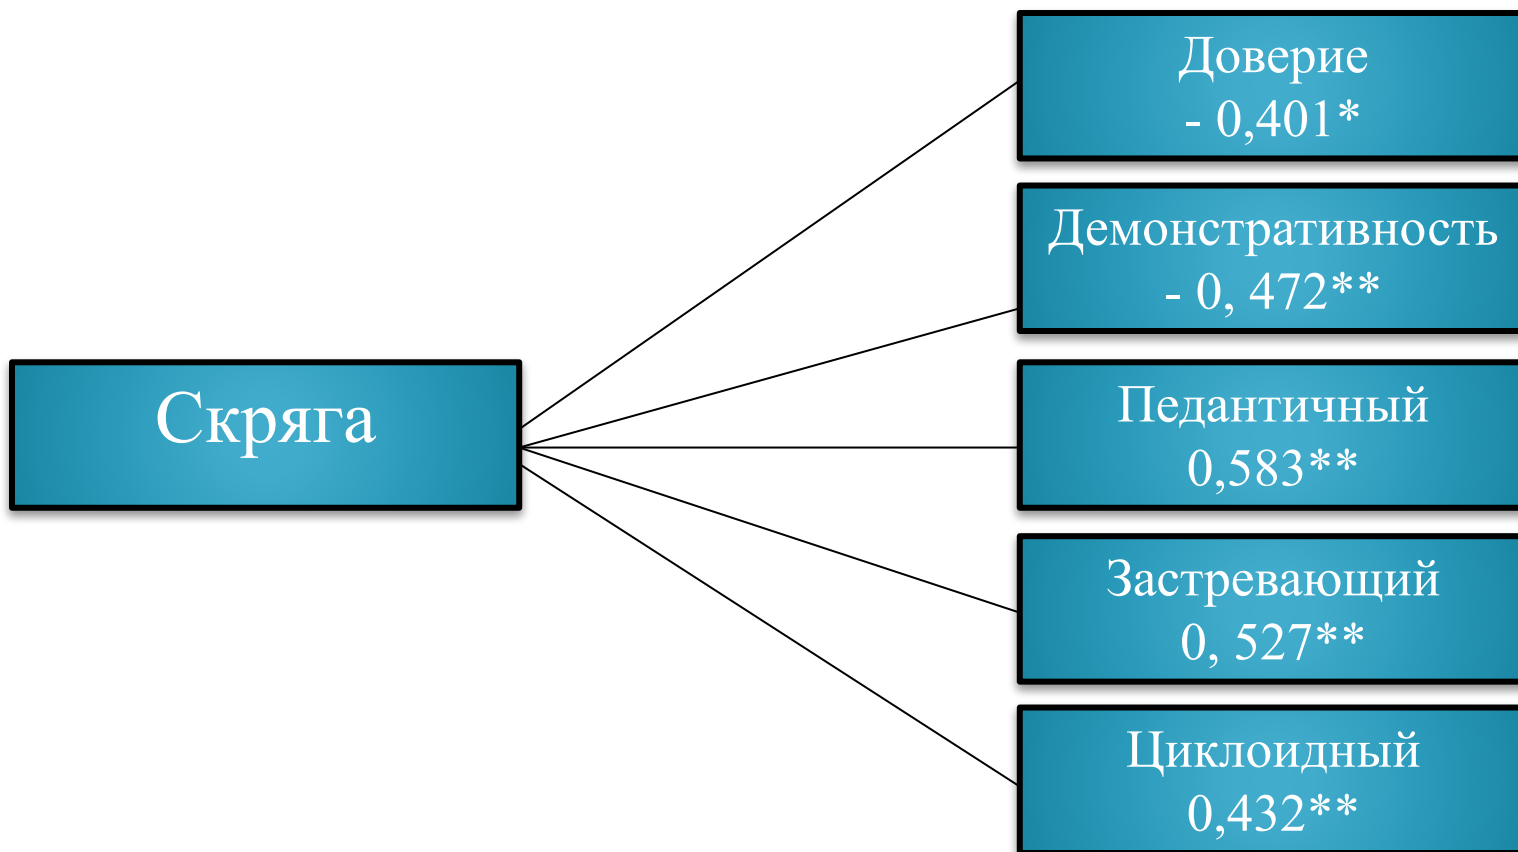 Доверие
- 0,401*
Демонстративность
- 0, 472**
Скряга
Педантичный
0,583**
Застревающий
0, 527**
Циклоидный
0,432**